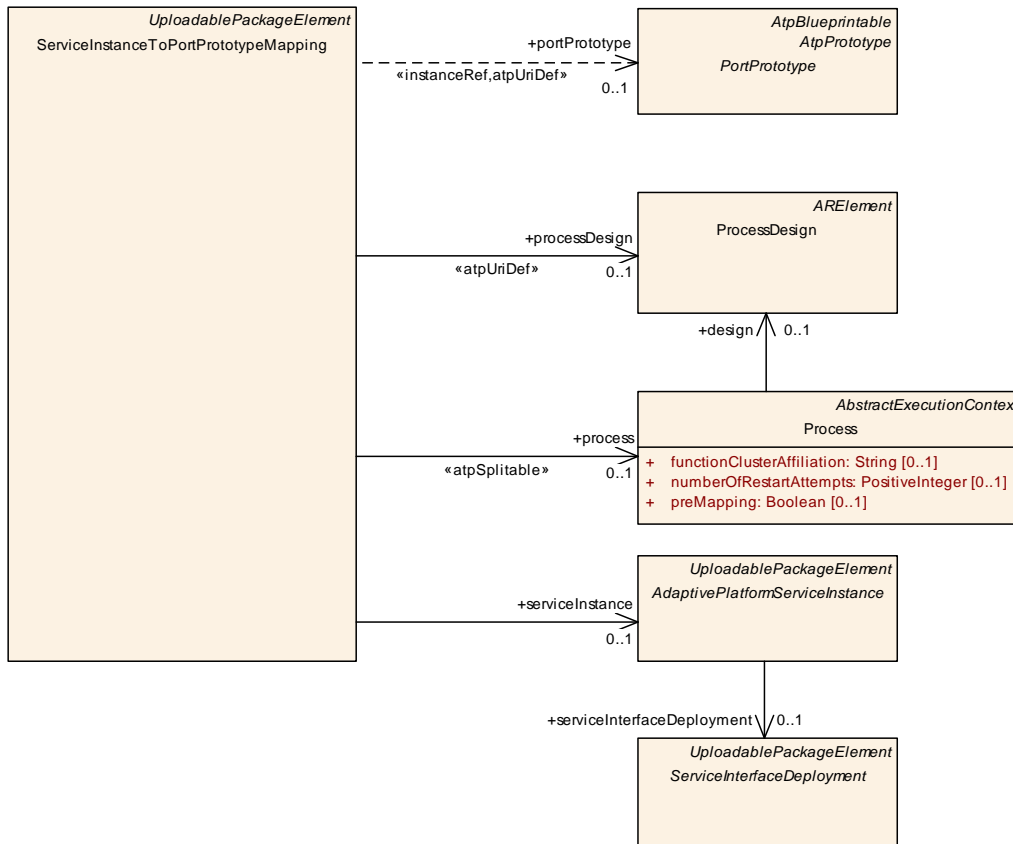 UploadablePackageElement
ServiceInstanceToPortPrototypeMapping
AtpBlueprintable
AtpPrototype
PortPrototype
+portPrototype
«instanceRef,atpUriDef»
0..1
ARElement
ProcessDesign
+processDesign
«atpUriDef»
0..1
+design
0..1
AbstractExecutionContex
Process
+ functionClusterAffiliation: String [0..1]
+ numberOfRestartAttempts: PositiveInteger [0..1]
+ preMapping: Boolean [0..1]
+process
«atpSplitable»
0..1
UploadablePackageElement
AdaptivePlatformServiceInstance
+serviceInstance
0..1
+serviceInterfaceDeployment
0..1
UploadablePackageElement
ServiceInterfaceDeployment